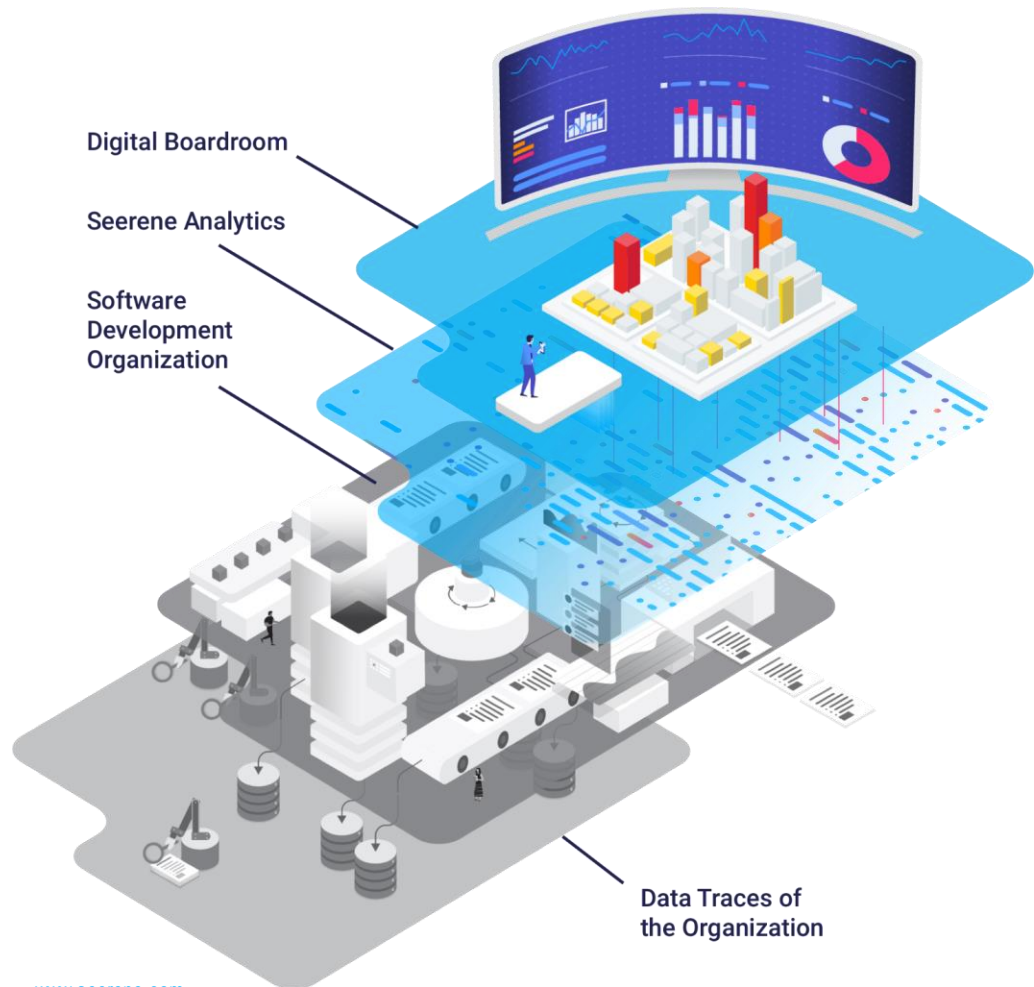 Digital Boardroom
Seerene Analytics
Software
Development
Organization
Data Traces of
the Organization